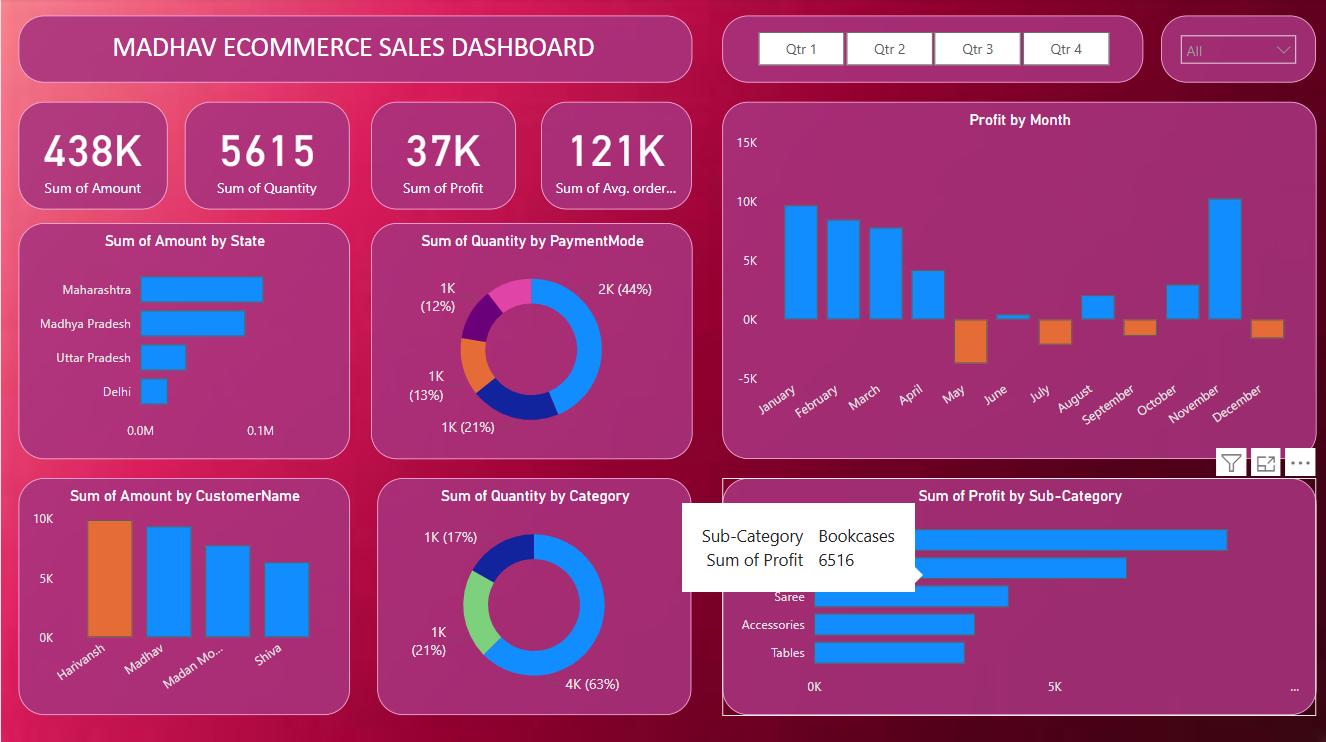 MADHAV ECOMMERCE SALES DASHBOARD
Qtr 1
Qtr 2
Qtr 3
Qtr 4
All
438K
Sum of Amount
5615
Sum of Quantity
37K
Sum of Profit
121K
Sum of Avg. order...
Profit by Month
15K
10K
5K
0K
-5K
January
February
March
April
May
June
July
August
September
October
November
December
Sum of Amount by State
Maharashtra
Madhya Pradesh
Uttar Pradesh
Delhi
0.0M
0.1M
Sum of Quantity by PaymentMode
1K
(12%)
2K (44%)
1K
(13%)
1K (21%)
Sum of Amount by CustomerName
10K
5K
0K
Harivansh
Madhav
Madan Mo...
Shiva
Sum of Quantity by Category
1K (17%)
1K
(21%)
4K (63%)
Sum of Profit by Sub-Category
Sub-Category Bookcases
Sum of Profit 6516
Saree
Accessories
Tables
0K
5K
...